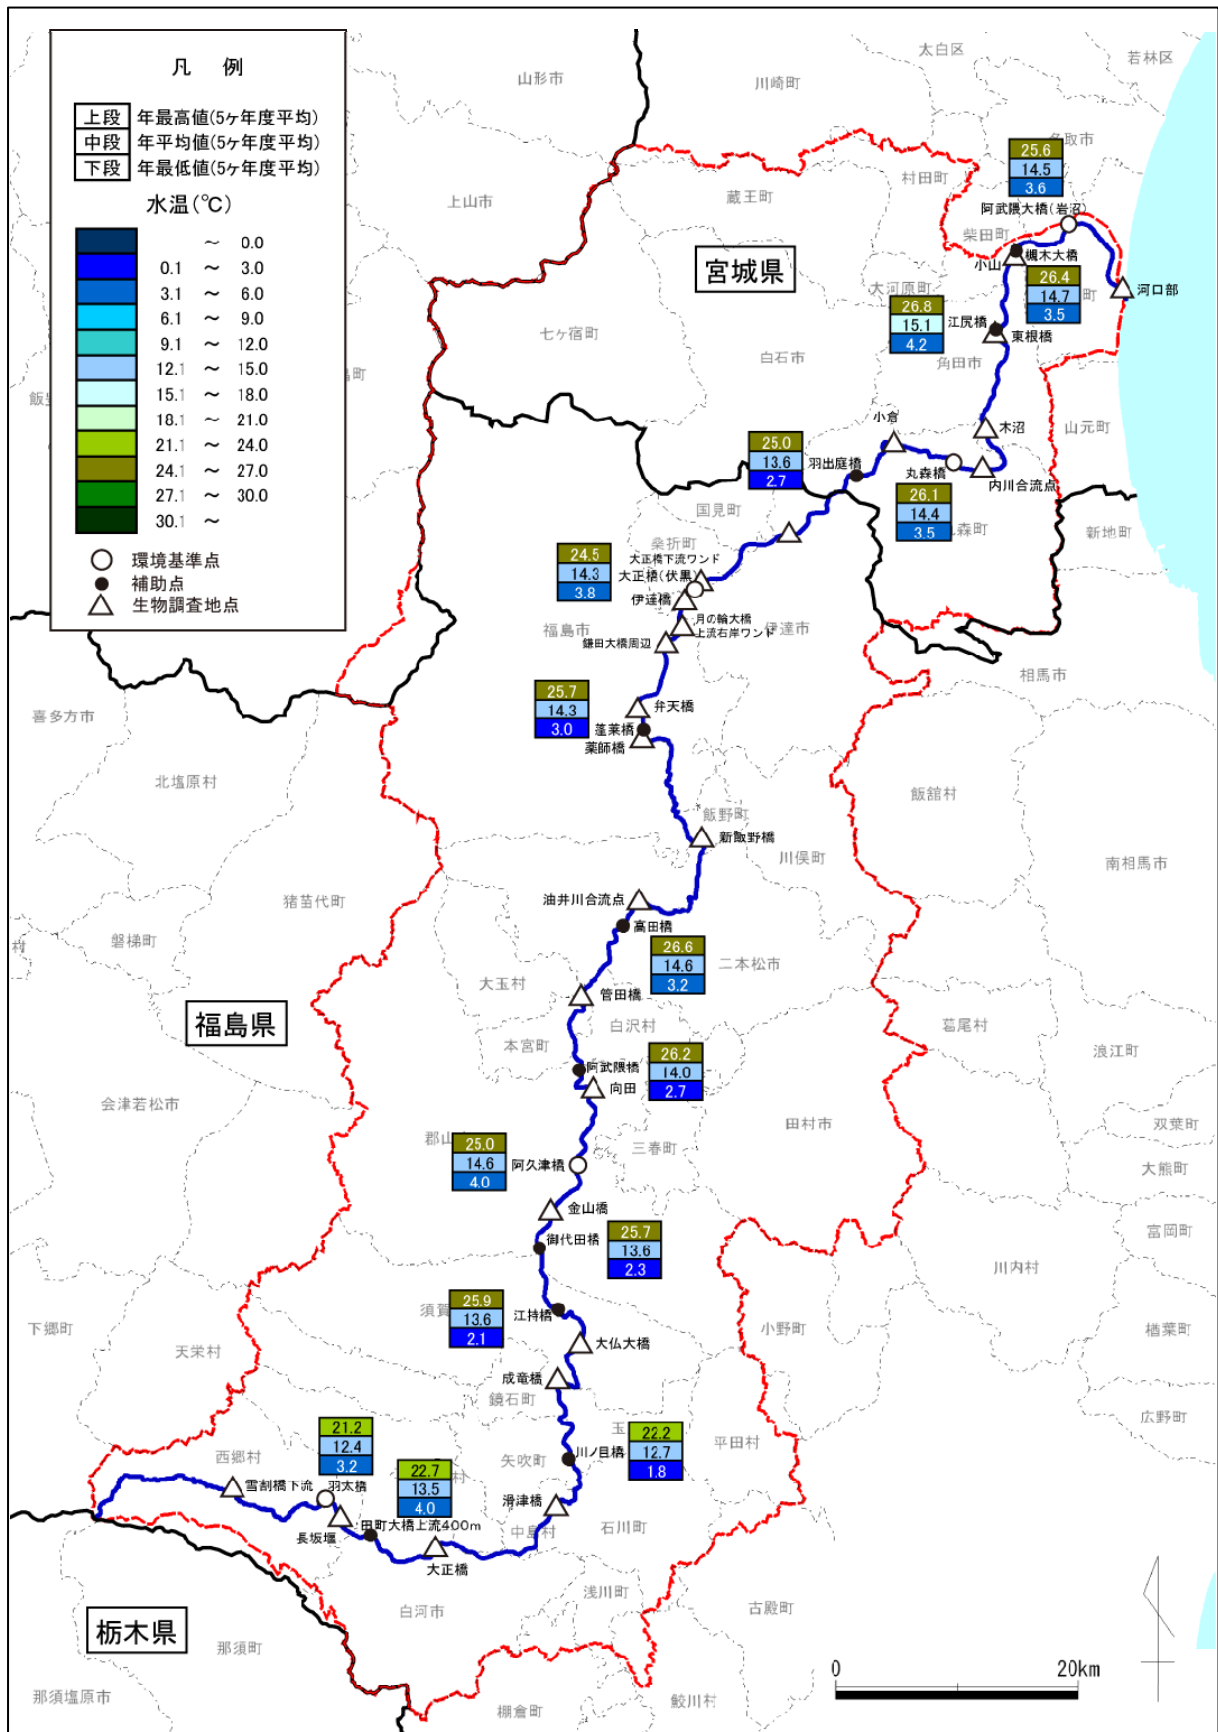 凡 例
上段 年最高値(5ヶ年度平均)
中段 年平均値(5ヶ年度平均)
下段 年最低値(5ヶ年度平均)
水温(℃)
～ 0.0
0.1 ～ 3.0
3.1 ～ 6.0
6.1 ～ 9.0
9.1 ～ 12.0
12.1 ～ 15.0
15.1 ～ 18.0
18.1 ～ 21.0
21.1 ～ 24.0
24.1 ～ 27.0
27.1 ～ 30.0
30.1 ～
環境基準点
補助点
生物調査地点
山形市
川崎町
太白区
若林区
名取市
上山市
蔵王町
村田町
25.6
14.5
3.6
阿武隈大橋(岩沼)
柴田町
宮城県
小山
槻木大橋
26.4
14.7
3.5
町
河口部
大河原町
26.8
15.1
4.2
江尻橋
東根橋
七ヶ宿町
白石市
角田市
小倉
木沼
山元町
25.0
13.6
2.7
羽出庭橋
丸森橋
内川合流点
26.1
14.4
3.5
森町
新地町
国見町
桑折町
24.5
14.3
3.8
大正橋下流ワンド
大正橋(伏黒)
伊達橋
月の輪大橋
上流右岸ワンド
伊達市
福島市
鎌田大橋周辺
相馬市
喜多方市
25.7
14.3
3.0
弁天橋
蓬莱橋
薬師橋
北塩原村
飯舘村
飯野町
新飯野橋
川俣町
南相馬市
猪苗代町
油井川合流点
高田橋
磐梯町
村
26.6
14.6
3.2
二本松市
大玉村
管田橋
白沢村
葛尾村
福島県
本宮町
浪江町
阿武隈橋
向田
26.2
14.0
2.7
会津若松市
田村市
双葉町
郡山
25.0
14.6
4.0
阿久津橋
三春町
大熊町
金山橋
御代田橋
25.7
13.6
2.3
富岡町
川内村
須賀
25.9
13.6
2.1
江持橋
小野町
下郷町
天栄村
大仏大橋
楢葉町
成竜橋
鏡石町
玉
広野町
21.2
12.4
3.2
西郷村
22.7
13.5
4.0
村
矢吹町
川ノ目橋
22.2
12.7
1.8
平田村
雪割橋下流
羽太橋
滑津橋
長坂堰
田町大橋上流400m
中島村
石川町
大正橋
浅川町
白河市
古殿町
栃木県
那須町
0 20km
那須塩原市
棚倉町
鮫川村